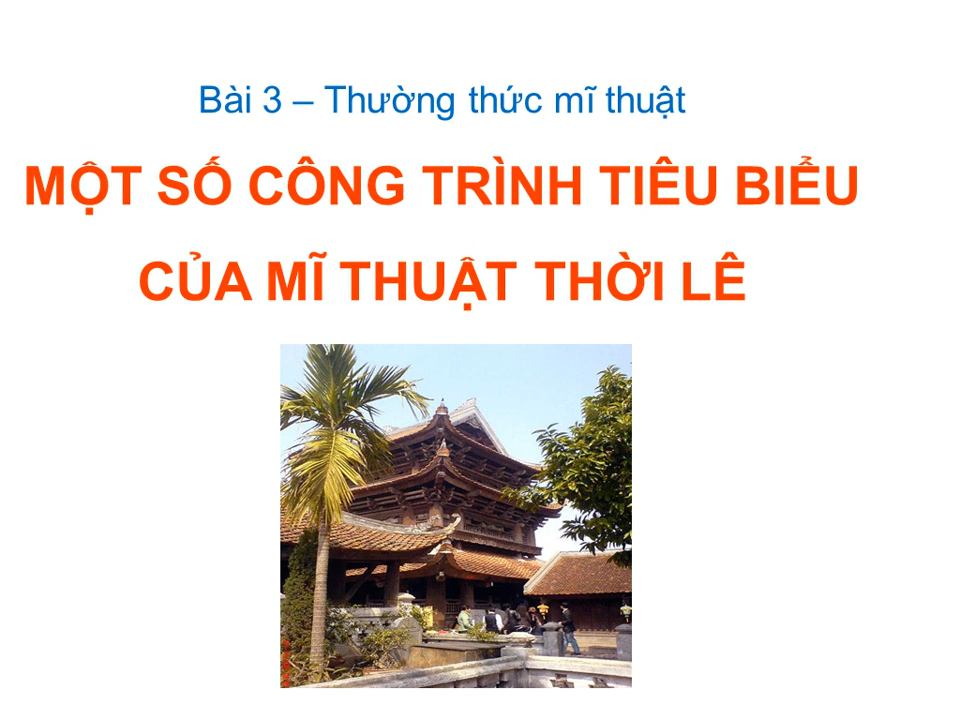 Bài 3 – Thường thức mĩ thuật
MỘT SỐ CÔNG TRÌNH TIÊU BIỂU
CỦA MĨ THUẬT THỜI LÊ